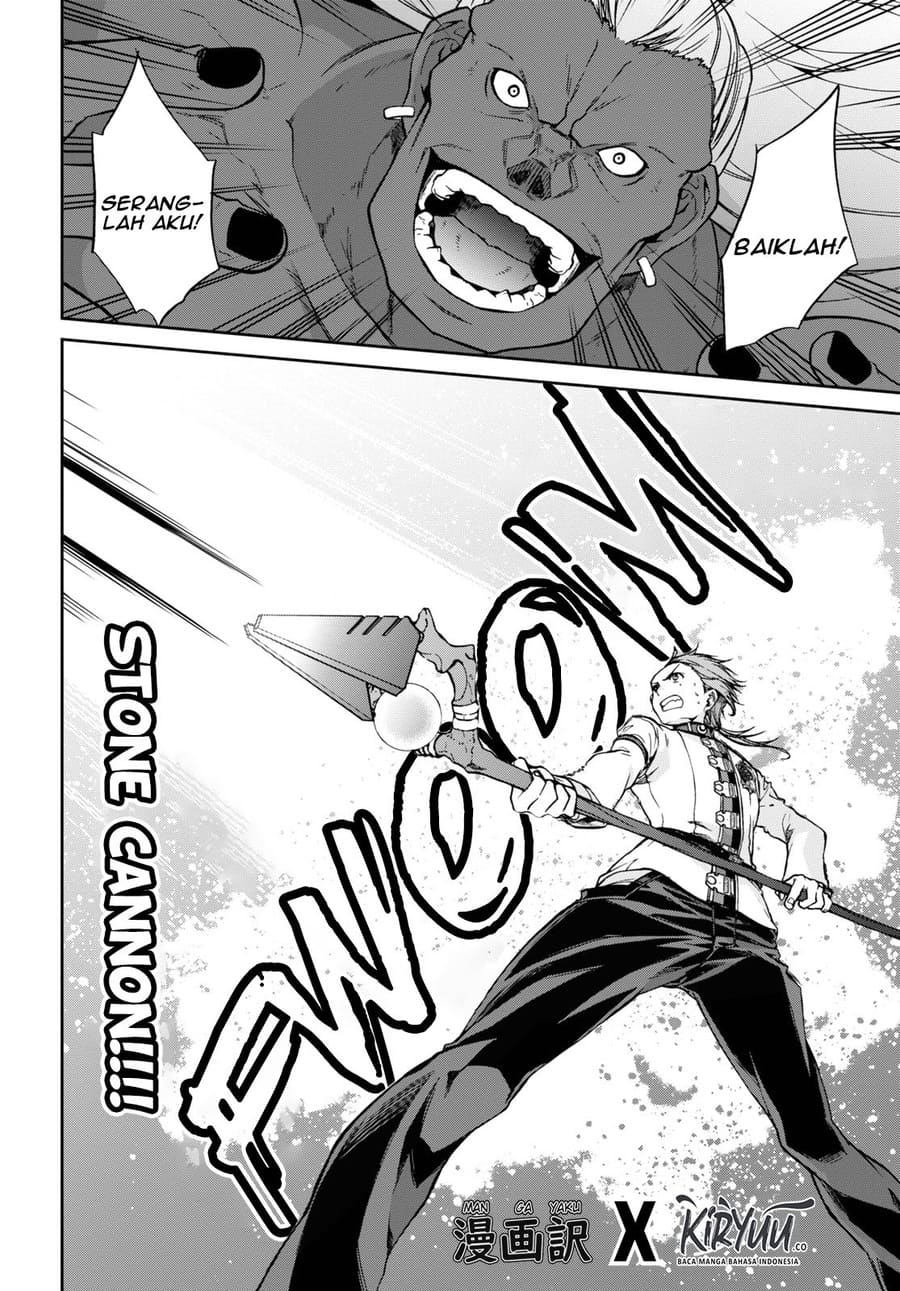 BAIKLAH!
SERANG-
LAH AKU!
FWOOM
STONE CANNON!!!!!
MAN GA YAKU
漫画訳
X
KIRYUU.CO
BACA MANGA BAHASA INDONESIA